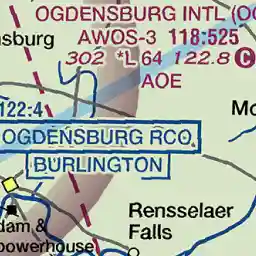 OGDENSBURG INTL (OG
nsburg
AWOS-3 118:525
302 *L 64 122.8 C
AOE
122:4
Mo
OGDENSBURG RCO
BURLINGTON
Rensselaer
Falls
dam &
powerhouse